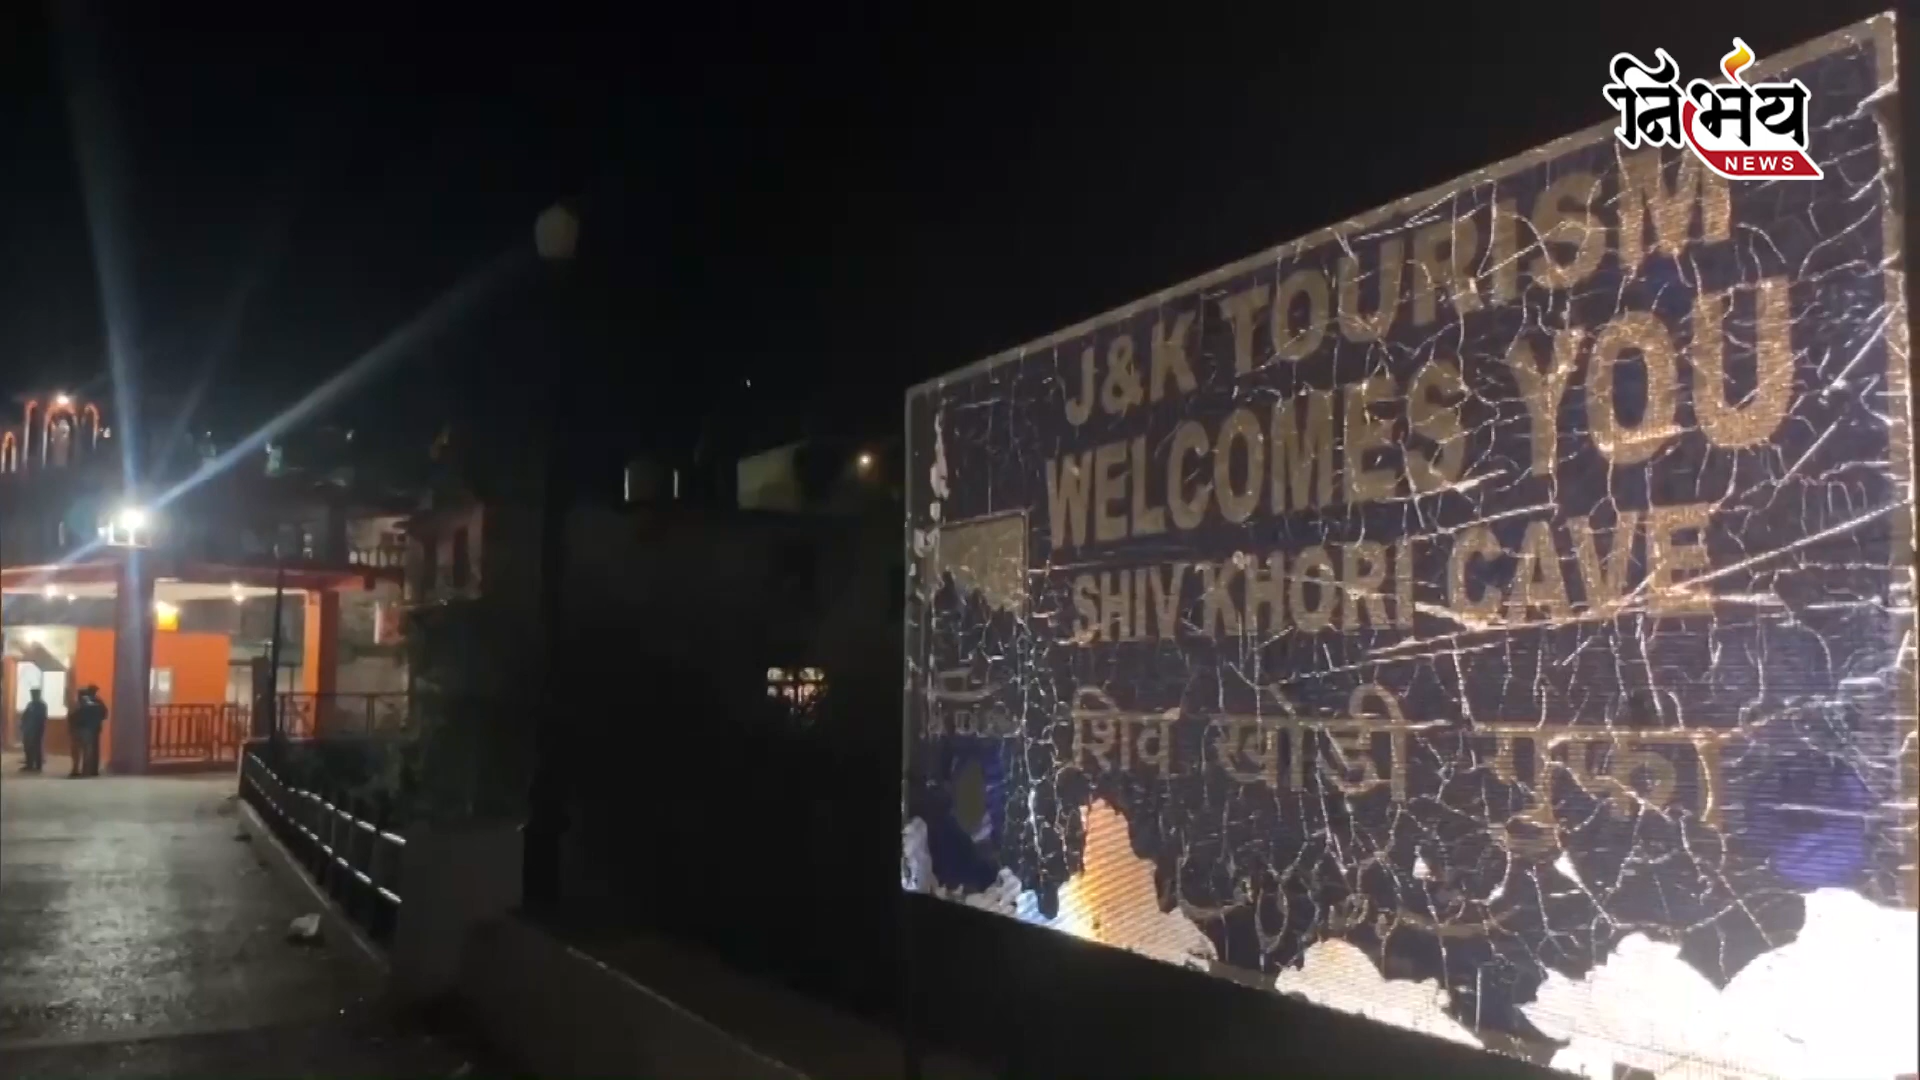 निर्भय
NEWS
J&K TOURISM
WELCOMES YOU
SHIV KHORI CAVE
शिव खोडी गुफा